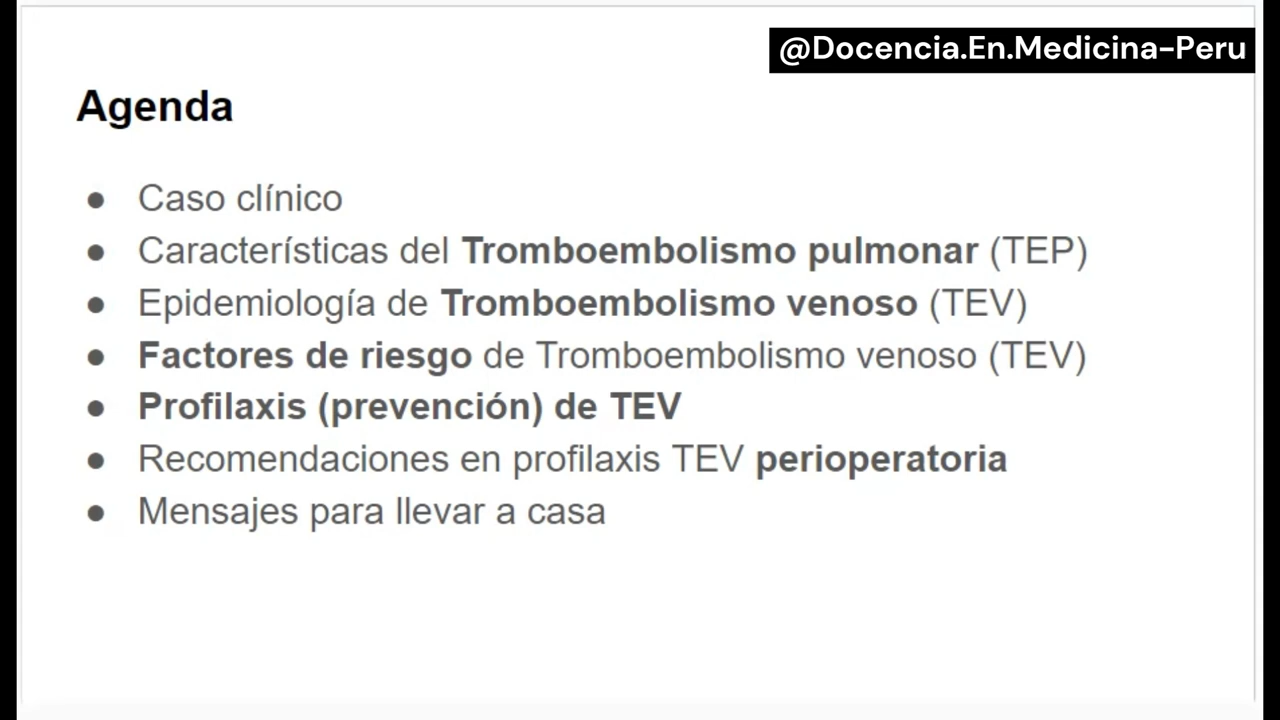 @Docencia.En.Medicina-Peru
Agenda
● Caso clínico
● Características del Tromboembolismo pulmonar (TEP)
● Epidemiología de Tromboembolismo venoso (TEV)
● Factores de riesgo de Tromboembolismo venoso (TEV)
● Profilaxis (prevención) de TEV
● Recomendaciones en profilaxis TEV perioperatoria
● Mensajes para llevar a casa